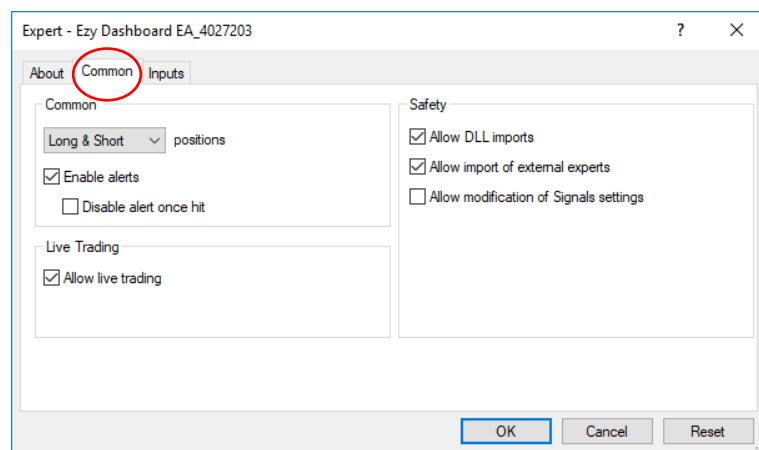 Expert - Ezy Dashboard EA_4027203
?
About Common Inputs
Common
Long & Short positions
Enable alerts
Disable alert once hit
Live Trading
Allow live trading
Safety
Allow DLL imports
Allow import of external experts
Allow modification of Signals settings
OK Cancel Reset